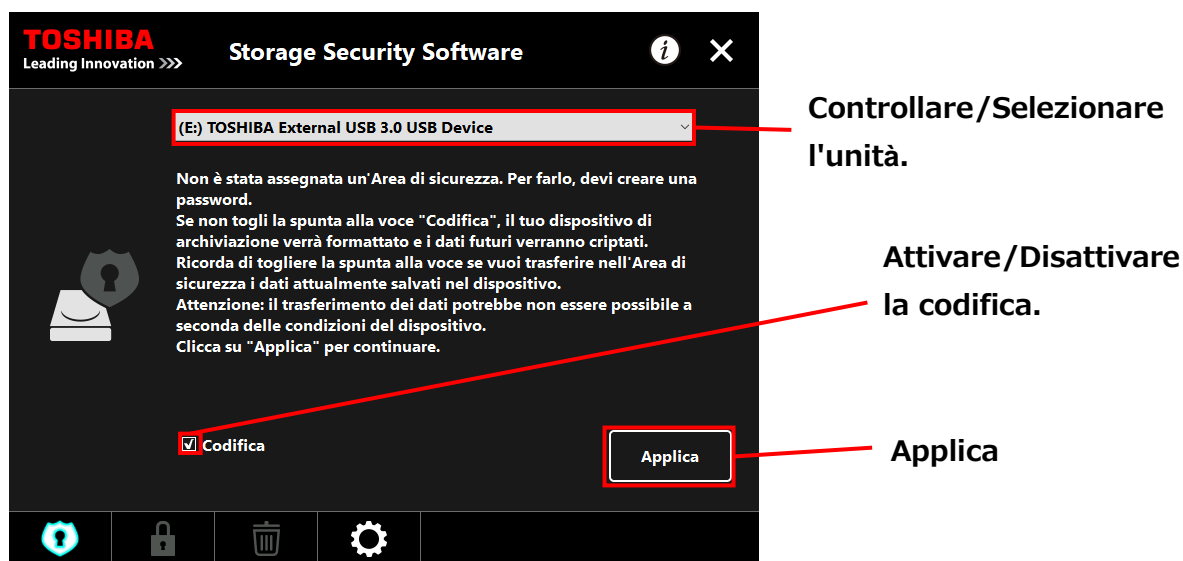 TOSHIBA
Leading Innovation >>>
Storage Security Software
(E:) TOSHIBA External USB 3.0 USB Device
Controllare/Selezionare
l'unità.
Non è stata assegnata un'Area di sicurezza. Per farlo, devi creare una
password.
Se non togli la spunta alla voce "Codifica", il tuo dispositivo di
archiviazione verrà formattato e i dati futuri verranno criptati.
Ricorda di togliere la spunta alla voce se vuoi trasferire nell'Area di
sicurezza i dati attualmente salvati nel dispositivo.
Attenzione: il trasferimento dei dati potrebbe non essere possibile a
seconda delle condizioni del dispositivo.
Clicca su "Applica" per continuare.
Attivare/Disattivare
la codifica.
Codifica
Applica
Applica